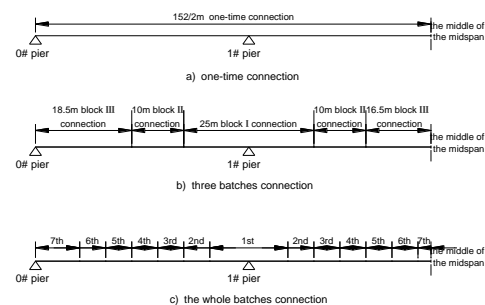 152/2m one-time connection
the middle of
the midspan
0# pier
1# pier
a) one-time connection
18.5m block III
connection
10m block II
connection
25m block I connection
10m block II
connection
16.5m block III
connection
the middle of
the midspan
0# pier
1# pier
b) three batches connection
7th 6th 5th 4th 3rd 2nd 1st 2nd 3rd 4th 5th 6th 7th
the middle of
the midspan
0# pier
1# pier
c) the whole batches connection